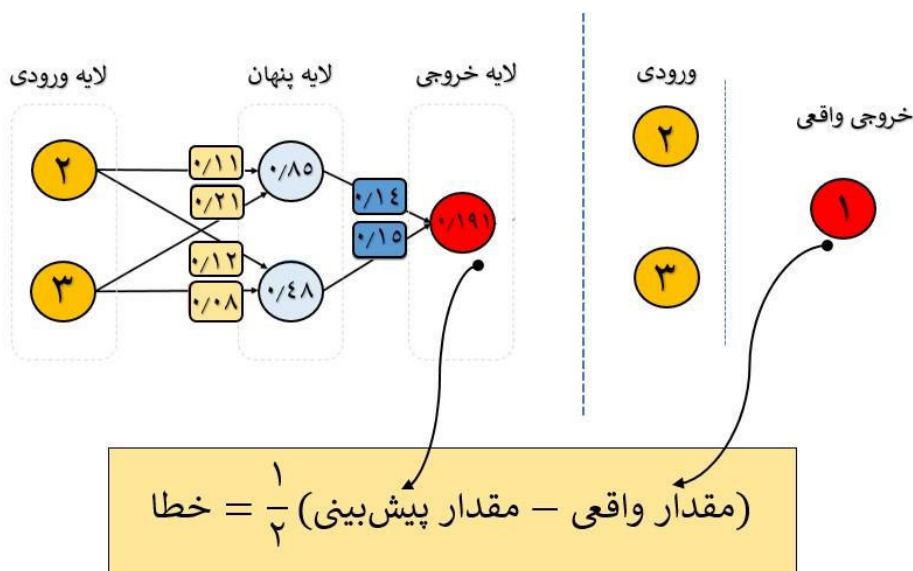 لایه ورودی
لایه پنهان
لایه خروجی
ورودی
خروجی واقعی
۲
۳
۰/۱۱
۰/۲۱
۰/۱۲
۰/۰۸
۰/۸۵
۰/۴۸
۰/۱۴
۰/۱۵
۰/۱۹۱
۲
۳
۱
خطا = ۱/۲ (مقدار پیش‌بینی − مقدار واقعی)